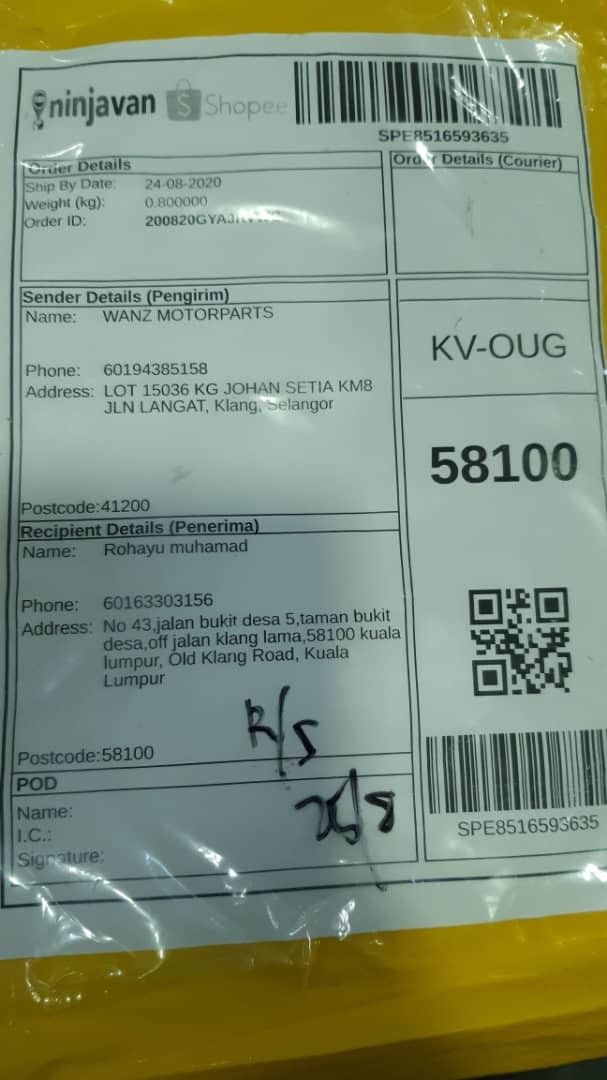 ninjavan S Shopee
SPE8516593635
Order Details
Ship By Date: 24-08-2020
Weight (kg): 0.800000
Order ID:
Order Details (Courier)
Sender Details (Pengirim)
Name: WANZ MOTORPARTS
Phone: 60194385158
Address: LOT 15036 KG JOHAN SETIA KM8
JLN LANGAT, Klang, Selangor
Postcode:41200
KV-OUG
58100
Recipient Details (Penerima)
Name: Rohayu muhamad
Phone: 60163303156
Address: No 43,jalan bukit desa 5,taman bukit
desa,off jalan klang lama,58100 kuala
lumpur, Old Klang Road, Kuala
Lumpur
Postcode:58100
R/S
POD
Name:
I.C.:
Signature:
SPE8516593635